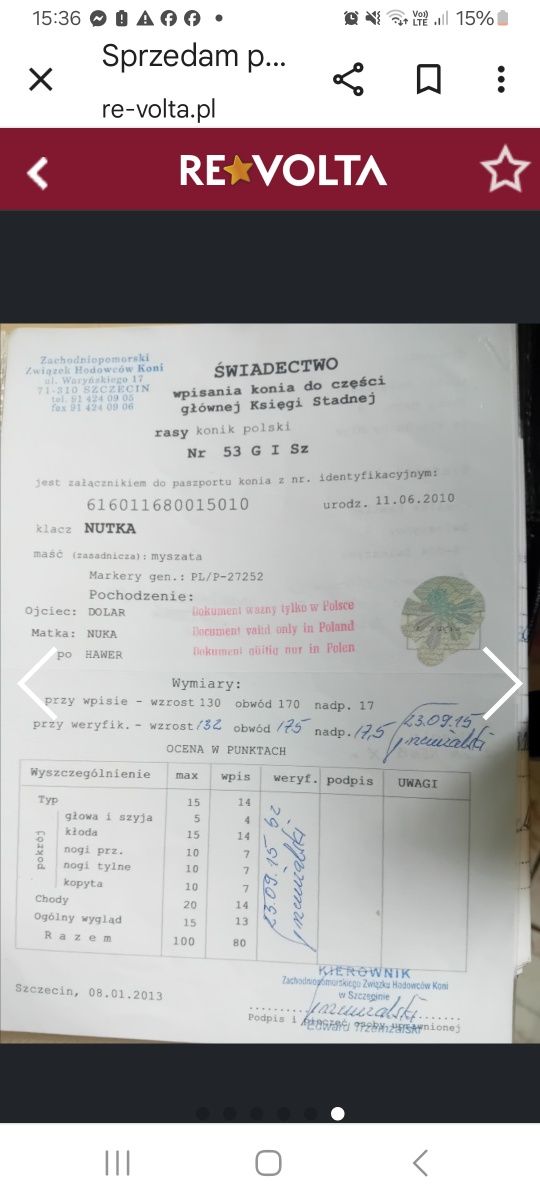 15:36
Vo))
LTE
15%
Sprzedam p...
re-volta.pl
RE VOLTA
Zachodniopomorski
Związek Hodowców Koni
ul. Waryńskiego 17
71-310 SZCZECIN
tel. 91 424 09 05
fax 91 424 09 06
ŚWIADECTWO
wpisania konia do części
głównej Księgi Stadnej
rasy konik polski
Nr 53 G I Sz
jest załącznikiem do paszportu konia z nr. identyfikacyjnym:
616011680015010 urodz. 11.06.2010
klacz NUTKA
maść (zasadnicza): myszata
Markery gen.: PL/P-27252
Pochodzenie:
Ojciec: DOLAR
Dokument ważny tylko w Polsce
Matka: NUKA
Document valid only in Poland
po HAWER
Dokument gültig nur in Polen
Wymiary:
przy wpisie - wzrost 130 obwód 170 nadp. 17
przy weryfik. - wzrost 132 obwód 175 nadp. 17,5 23.09.15
OCENA W PUNKTACH
Wyszczególnienie max wpis weryf. podpis UWAGI
Typ 15 14
pokrój
głowa i szyja 5 4
kłoda 15 14
nogi prz. 10 7
nogi tylne 10 7
kopyta 10 7
Chody 20 14
Ogólny wygląd 15 13
Razem 100 80
23.09.15 bz
KIEROWNIK
Zachodniopomorskiego Związku Hodowców Koni
w Szczecinie
Szczecin, 08.01.2013
Podpis i pieczęć osoby uprawnionej